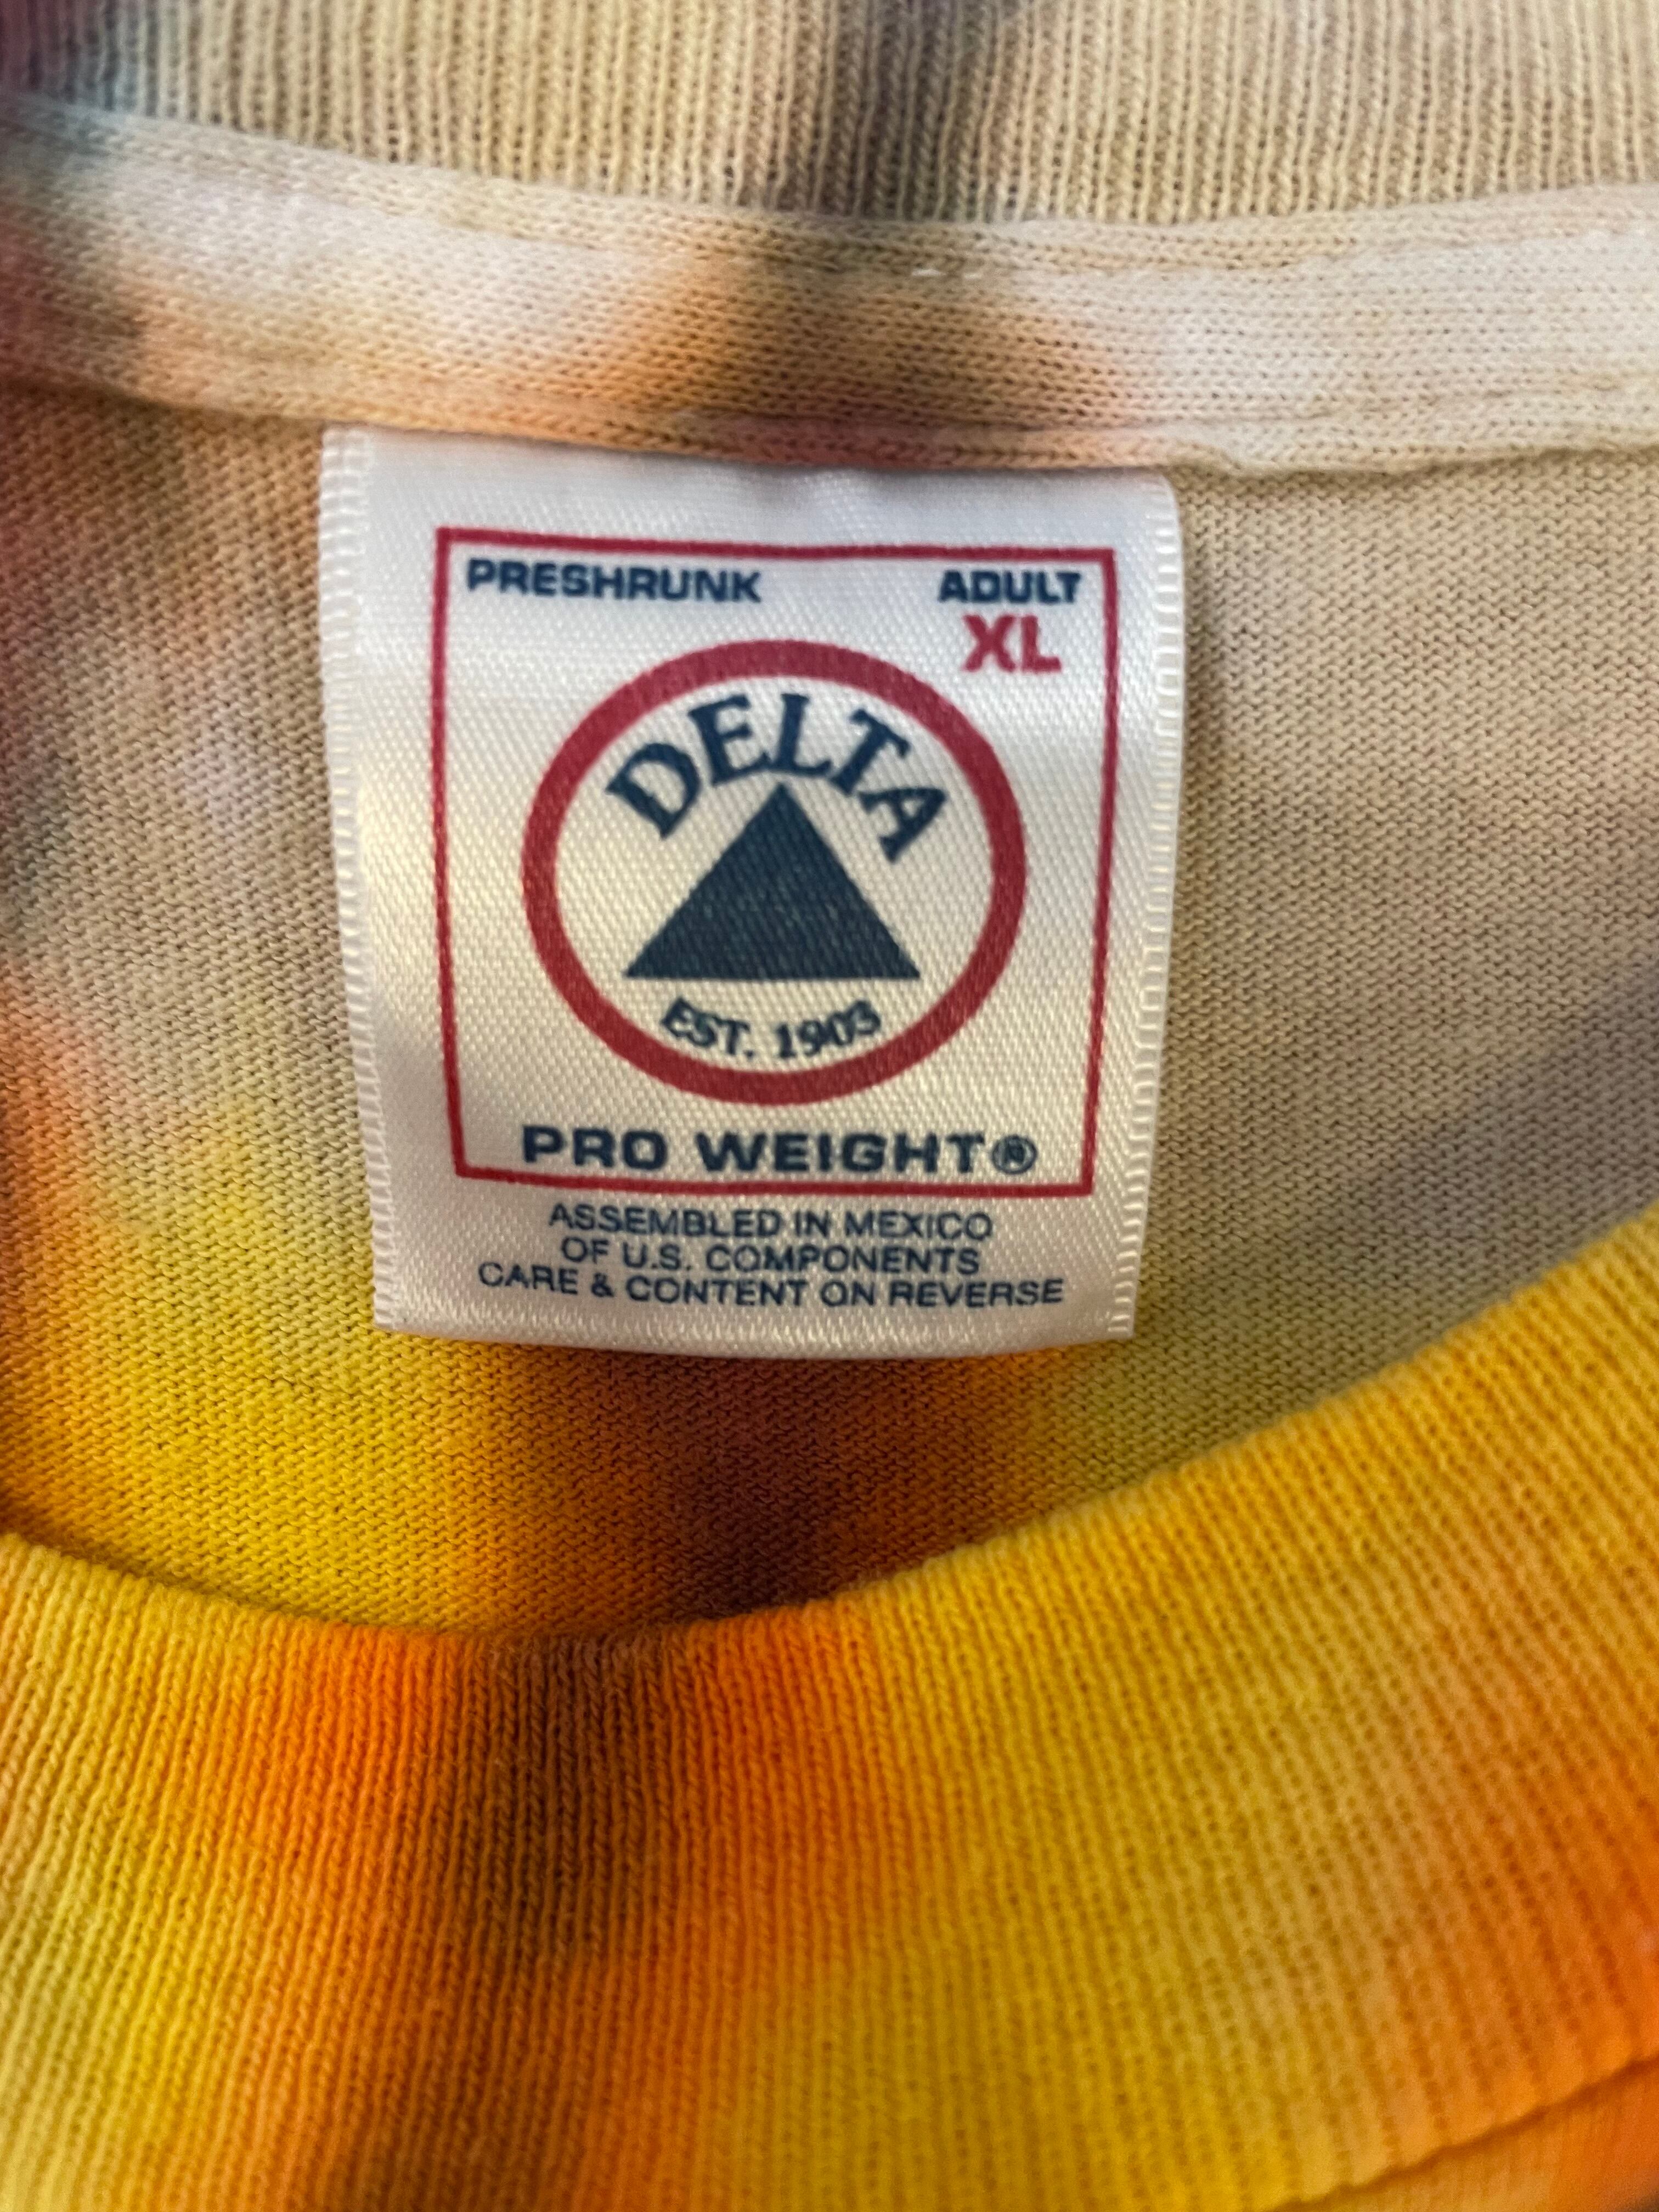 PRESHRUNK ADULT
XL
DELTA
EST. 1903
PRO WEIGHT®
ASSEMBLED IN MEXICO
OF U.S. COMPONENTS
CARE & CONTENT ON REVERSE